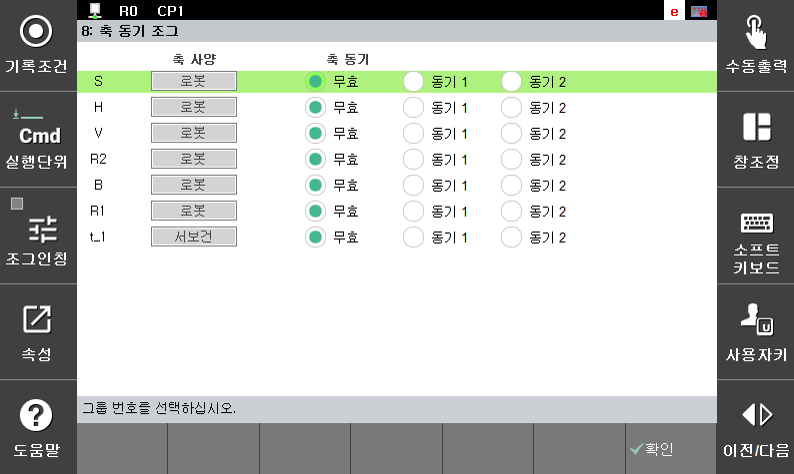 R0 CP1 e
8: 축 동기 조그
기록조건
Cmd
실행단위
조그인칭
속성
도움말
축 사양 축 동기
S 로봇 무효 동기 1 동기 2
H 로봇 무효 동기 1 동기 2
V 로봇 무효 동기 1 동기 2
R2 로봇 무효 동기 1 동기 2
B 로봇 무효 동기 1 동기 2
R1 로봇 무효 동기 1 동기 2
t_1 서보건 무효 동기 1 동기 2
그룹 번호를 선택하십시오.
확인
수동출력
창조정
소프트
키보드
U
사용자키
이전/다음